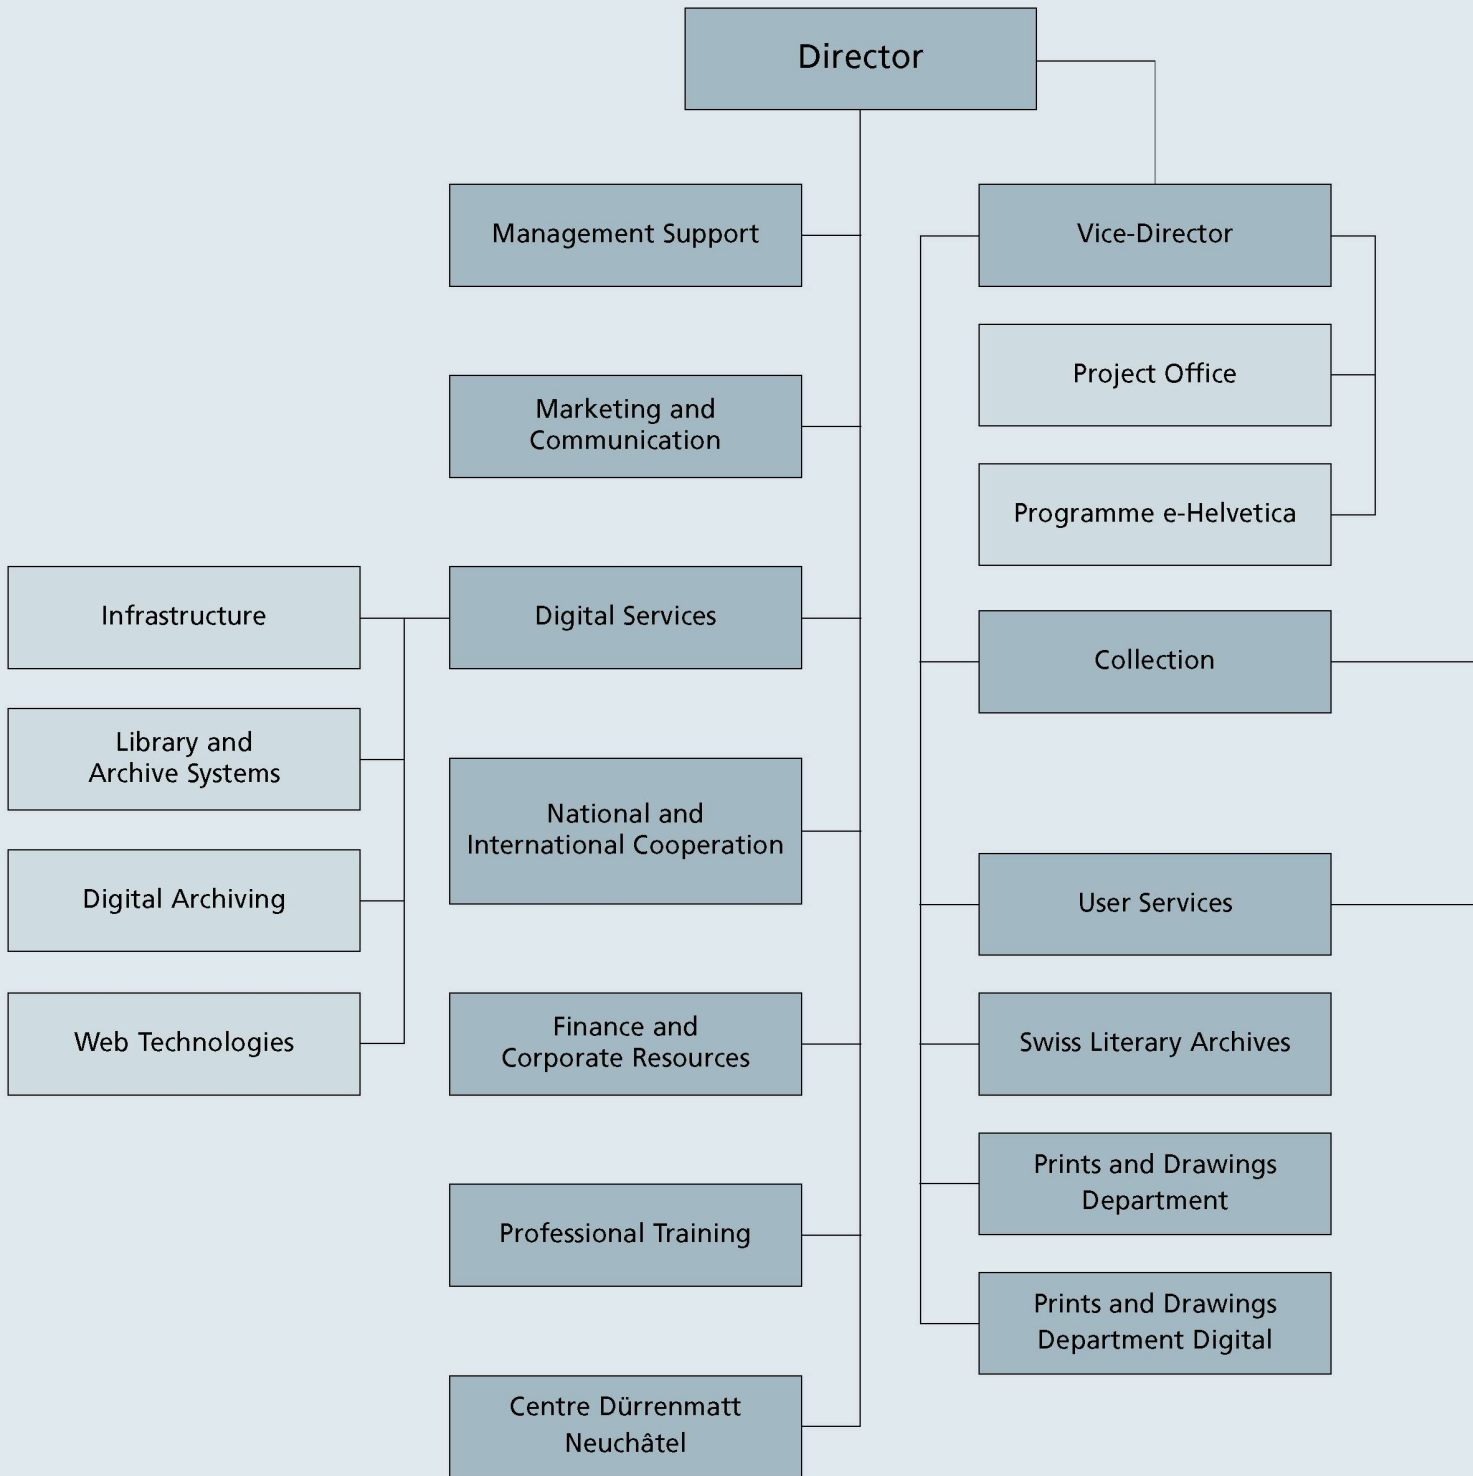 Director
Management Support
Vice-Director
Project Office
Marketing and
Communication
Programme e-Helvetica
Infrastructure
Digital Services
Collection
Library and
Archive Systems
National and
International Cooperation
Digital Archiving
User Services
Web Technologies
Finance and
Corporate Resources
Swiss Literary Archives
Prints and Drawings
Department
Professional Training
Prints and Drawings
Department Digital
Centre Dürrenmatt
Neuchâtel